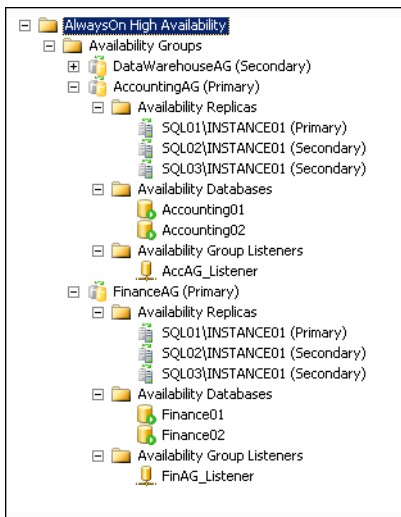 AlwaysOn High Availability
Availability Groups
DataWarehouseAG (Secondary)
AccountingAG (Primary)
Availability Replicas
SQL01\INSTANCE01 (Primary)
SQL02\INSTANCE01 (Secondary)
SQL03\INSTANCE01 (Secondary)
Availability Databases
Accounting01
Accounting02
Availability Group Listeners
AccAG_Listener
FinanceAG (Primary)
Availability Replicas
SQL01\INSTANCE01 (Primary)
SQL02\INSTANCE01 (Secondary)
SQL03\INSTANCE01 (Secondary)
Availability Databases
Finance01
Finance02
Availability Group Listeners
FinAG_Listener